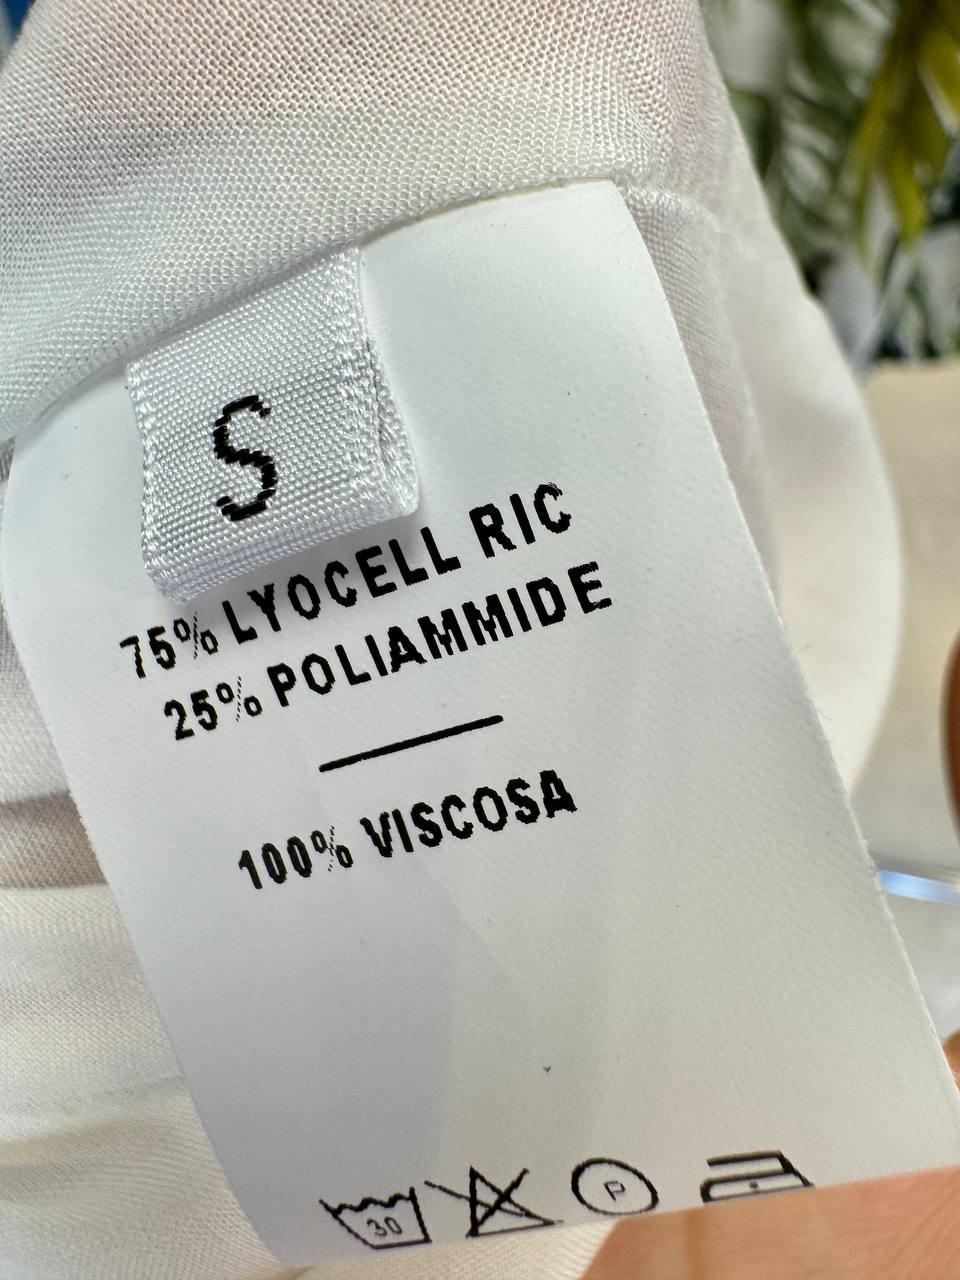 S
75% LYOCELL RIC
25% POLIAMMIDE
100% VISCOSA
30
P